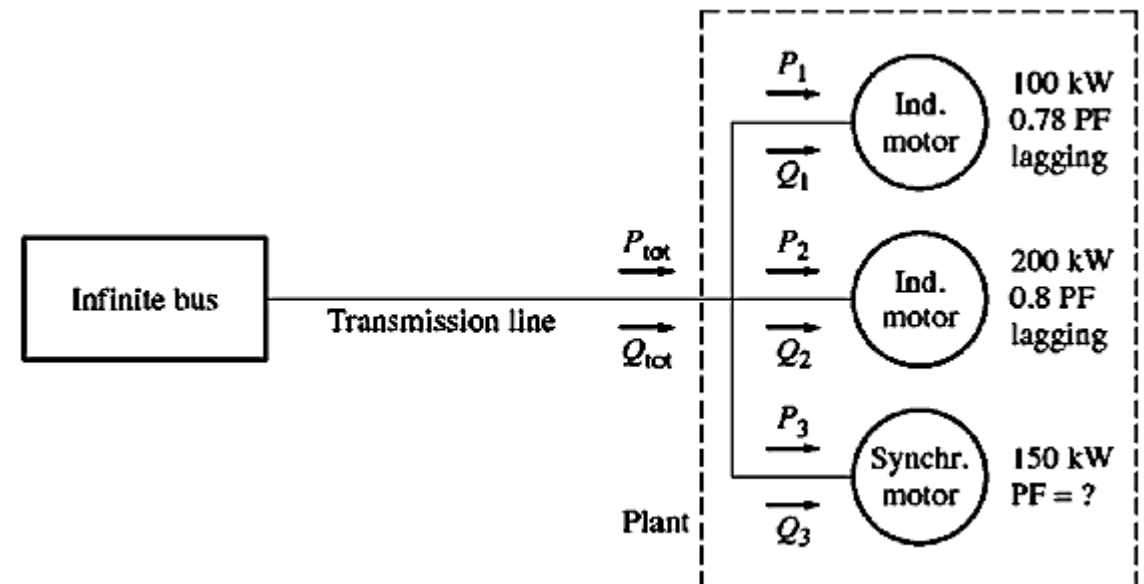 P1
Ind.
motor
Q1
100 kW
0.78 PF
lagging
Infinite bus
Transmission line
Ptot
Qtot
P2
Ind.
motor
Q2
200 kW
0.8 PF
lagging
P3
Synchr.
motor
Q3
150 kW
PF = ?
Plant